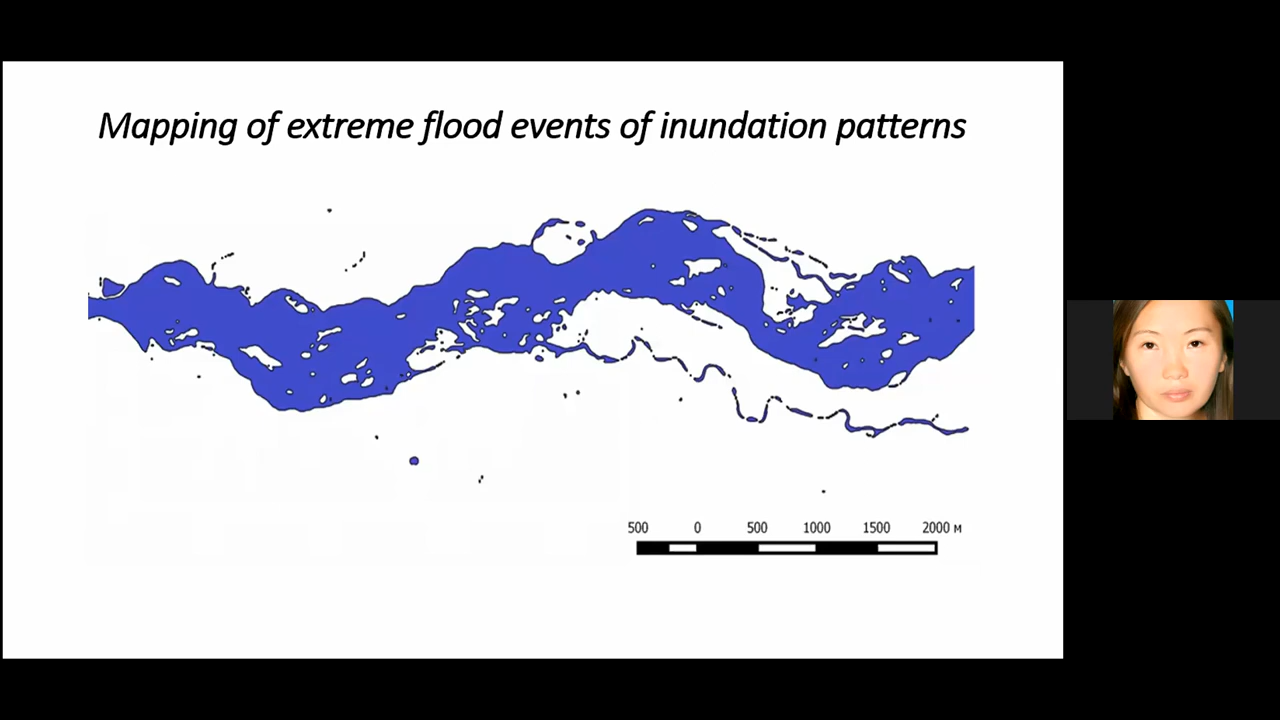 Mapping of extreme flood events of inundation patterns
500 0 500 1000 1500 2000 м